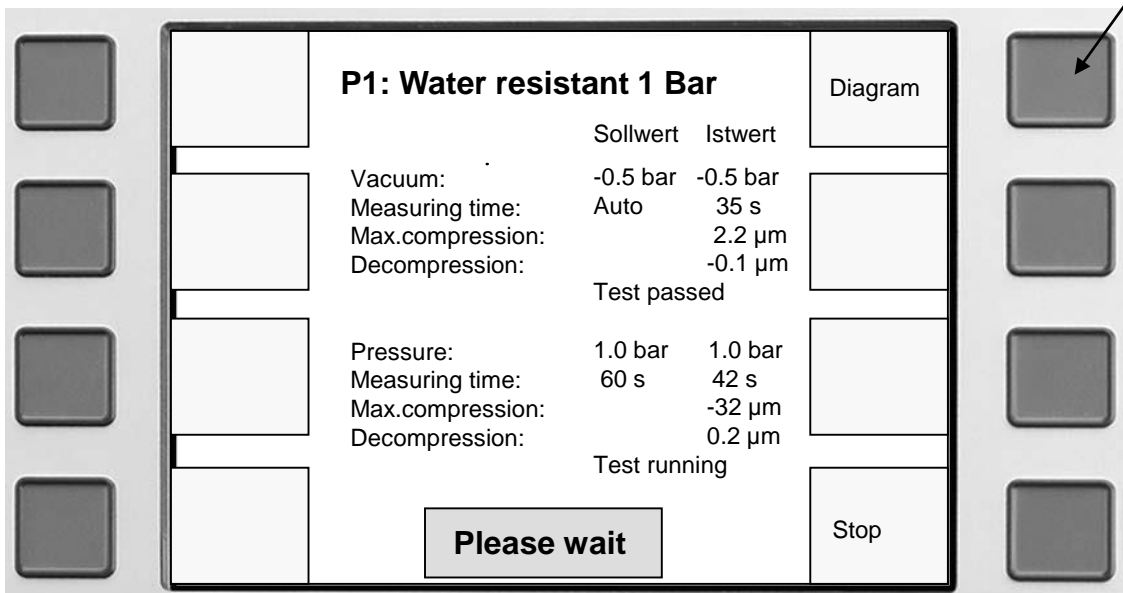 P1: Water resistant 1 Bar
Diagram
Sollwert Istwert
Vacuum: -0.5 bar -0.5 bar
Measuring time: Auto 35 s
Max.compression: 2.2 µm
Decompression: -0.1 µm
Test passed
Pressure: 1.0 bar 1.0 bar
Measuring time: 60 s 42 s
Max.compression: -32 µm
Decompression: 0.2 µm
Test running
Please wait
Stop